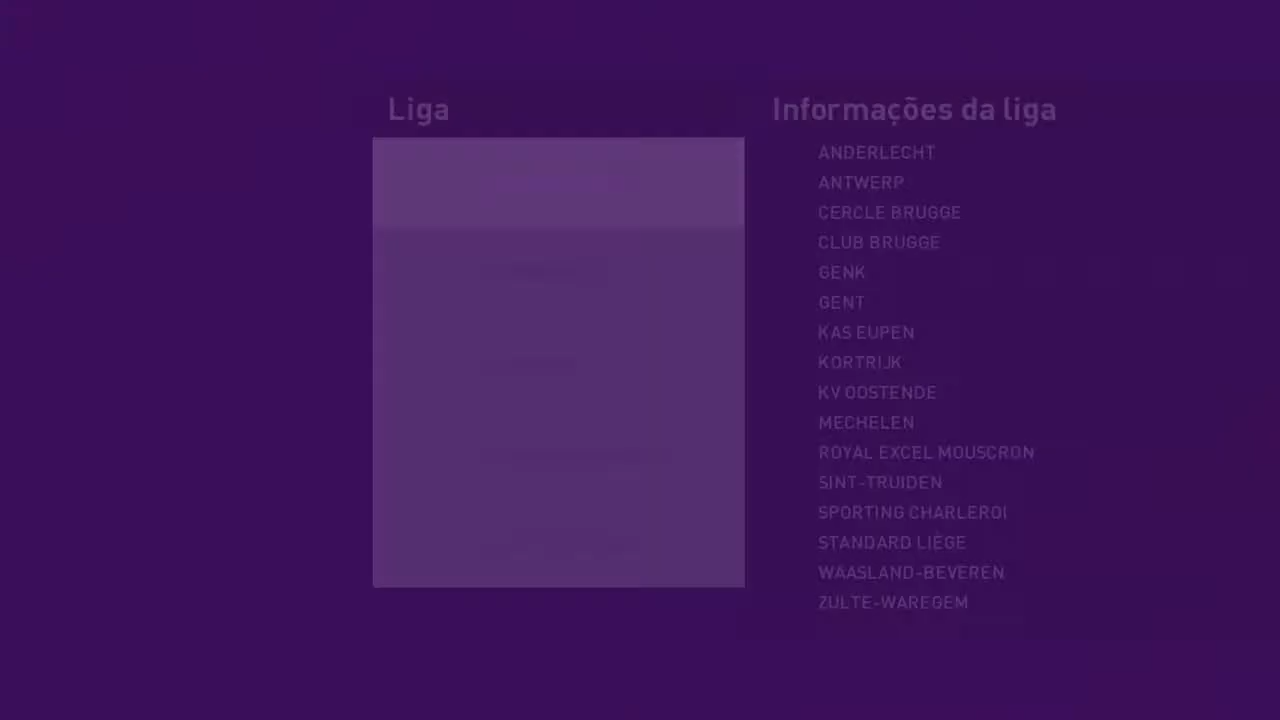 Liga
Informações da liga
ANDERLECHT
ANTWERP
CERCLE BRUGGE
CLUB BRUGGE
GENK
GENT
KAS EUPEN
KORTRIJK
KV OOSTENDE
MECHELEN
ROYAL EXCEL MOUSCRON
SINT-TRUIDEN
SPORTING CHARLEROI
STANDARD LIÈGE
WAASLAND-BEVEREN
ZULTE-WAREGEM